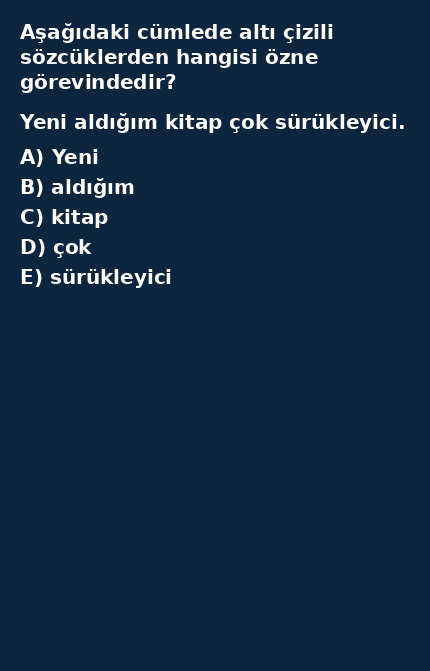 Aşağıdaki cümlede altı çizili
sözcüklerden hangisi özne
görevindedir?
Yeni aldığım kitap çok sürükleyici.
A) Yeni
B) aldığım
C) kitap
D) çok
E) sürükleyici